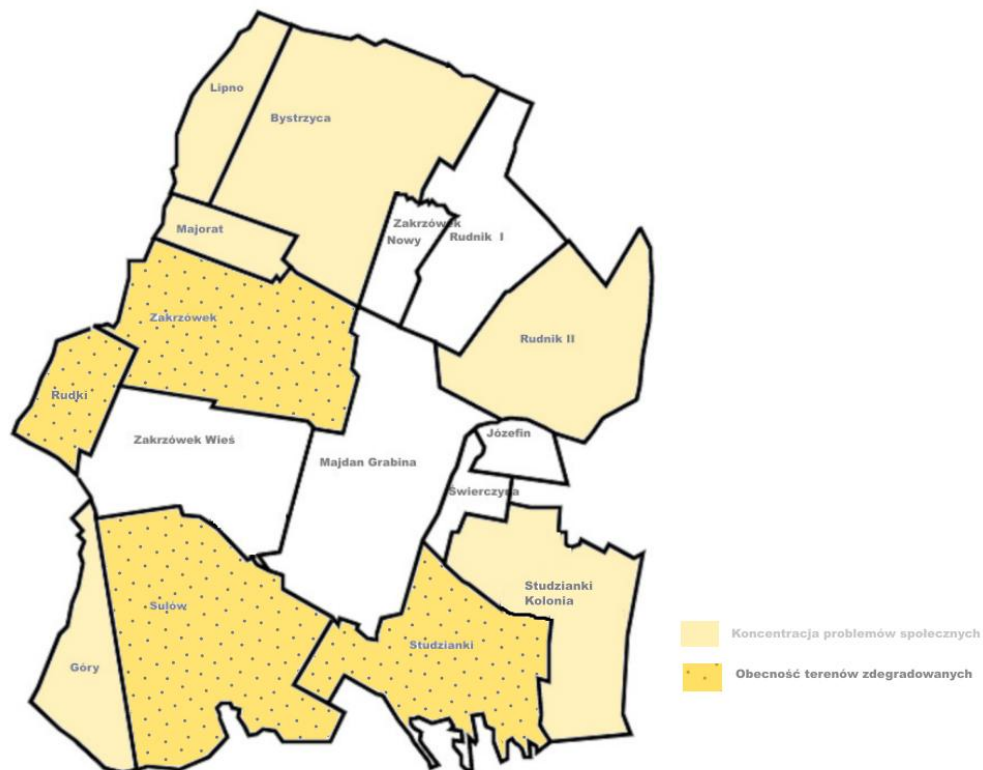 Lipno
Bystrzyca
Majorat
Zakrzówek
Nowy
Rudnik I
Zakrzówek
Rudnik II
Rudki
Zakrzówek Wieś
Majdan Grabina
Józefin
Świerczyna
Sulów
Studzianki
Kolonia
Studzianki
Góry
Koncentracja problemów społecznych
Obecność terenów zdegradowanych